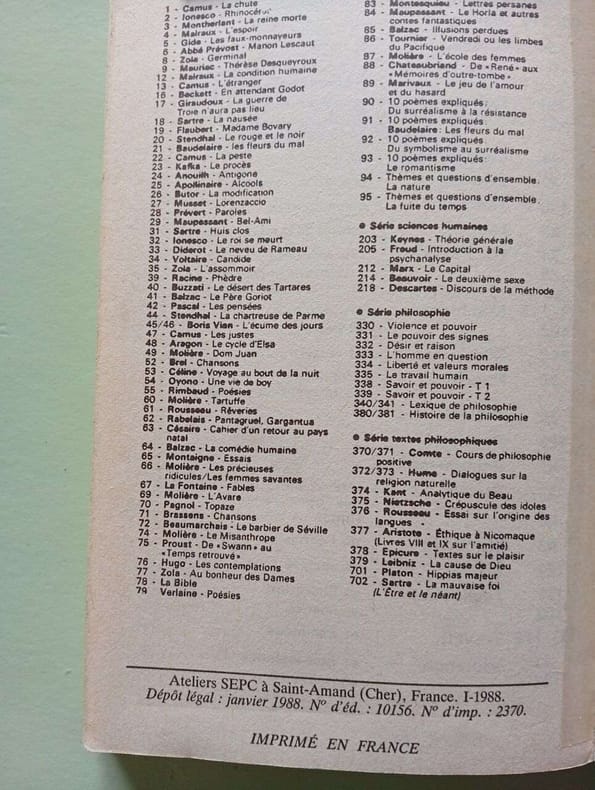 1 - Camus - La chute
2 - Ionesco - Rhinocéros
3 - Montherlant - La reine morte
4 - Malraux - L'espoir
5 - Gide - Les faux-monnayeurs
6 - Abbé Prévost - Manon Lescaut
8 - Zola - Germinal
9 - Mauriac - Thérèse Desqueyroux
12 - Malraux - La condition humaine
13 - Camus - L'étranger
16 - Beckett - En attendant Godot
17 - Giraudoux - La guerre de
Troie n'aura pas lieu
18 - Sartre - La nausée
19 - Flaubert - Madame Bovary
20 - Stendhal - Le rouge et le noir
21 - Baudelaire - les fleurs du mal
22 - Camus - La peste
23 - Kafka - Le procès
24 - Anouilh - Antigone
25 - Apollinaire - Alcools
26 - Butor - La modification
27 - Musset - Lorenzaccio
28 - Prévert - Paroles
29 - Maupassant - Bel-Ami
31 - Sartre - Huis clos
32 - Ionesco - Le roi se meurt
33 - Diderot - Le neveu de Rameau
34 - Voltaire - Candide
35 - Zola - L'assommoir
39 - Racine - Phèdre
40 - Buzzati - Le désert des Tartares
41 - Balzac - Le Père Goriot
42 - Pascal - Les pensées
44 - Stendhal - La chartreuse de Parme
45/46 - Boris Vian - L'écume des jours
47 - Camus - Les justes
48 - Aragon - Le cycle d'Elsa
49 - Molière - Dom Juan
52 - Brel - Chansons
53 - Céline - Voyage au bout de la nuit
54 - Oyono - Une vie de boy
55 - Rimbaud - Poésies
60 - Molière - Tartuffe
61 - Rousseau - Rêveries
62 - Rabelais - Pantagruel, Gargantua
63 - Césaire - Cahier d'un retour au pays
natal
64 - Balzac - La comédie humaine
65 - Montaigne - Essais
66 - Molière - Les précieuses
ridicules/Les femmes savantes
67 - La Fontaine - Fables
69 - Molière - L'Avare
70 - Pagnol - Topaze
71 - Brassens - Chansons
72 - Beaumarchais - Le barbier de Séville
74 - Molière - Le Misanthrope
75 - Proust - De «Swann» au
«Temps retrouvé»
76 - Hugo - Les contemplations
77 - Zola - Au bonheur des Dames
78 - La Bible
79 Verlaine - Poésies
83 - Montesquieu - Lettres persanes
84 - Maupassant - Le Horla et autres
contes fantastiques
85 - Balzac - Illusions perdues
86 - Tournier - Vendredi ou les limbes
du Pacifique
87 - Molière - L'école des femmes
88 - Chateaubriand - De «René» aux
«Mémoires d'outre-tombe»
89 - Marivaux - Le jeu de l'amour
et du hasard
90 - 10 poèmes expliqués:
Du surréalisme à la résistance
91 - 10 poèmes expliqués:
Baudelaire: Les fleurs du mal
92 - 10 poèmes expliqués:
Du symbolisme au surréalisme
93 - 10 poèmes expliqués:
Le romantisme
94 - Thèmes et questions d'ensemble.
La nature
95 - Thèmes et questions d'ensemble.
La fuite du temps
● Série sciences humaines
203 - Keynes - Théorie générale
205 - Freud - Introduction à la
psychanalyse
212 - Marx - Le Capital
214 - Beauvoir - Le deuxième sexe
218 - Descartes - Discours de la méthode
● Série philosophie
330 - Violence et pouvoir
331 - Le pouvoir des signes
332 - Désir et raison
333 - L'homme en question
334 - Liberté et valeurs morales
335 - Le travail humain
338 - Savoir et pouvoir - T 1
339 - Savoir et pouvoir - T 2
340/341 - Lexique de philosophie
380/381 - Histoire de la philosophie
● Série textes philosophiques
370/371 - Comte - Cours de philosophie
positive
372/373 - Hume - Dialogues sur la
religion naturelle
374 - Kant - Analytique du Beau
375 - Nietzsche - Crépuscule des idoles
376 - Rousseau - Essai sur l'origine des
langues -
377 - Aristote - Éthique à Nicomaque
(Livres VIII et IX sur l'amitié)
378 - Epicure - Textes sur le plaisir
379 - Leibniz - La cause de Dieu
701 - Platon - Hippias majeur
702 - Sartre - La mauvaise foi
(L'Être et le néant)
Ateliers SEPC à Saint-Amand (Cher), France. I-1988.
Dépôt légal : janvier 1988. N° d'éd. : 10156. N° d'imp. : 2370.
IMPRIMÉ EN FRANCE